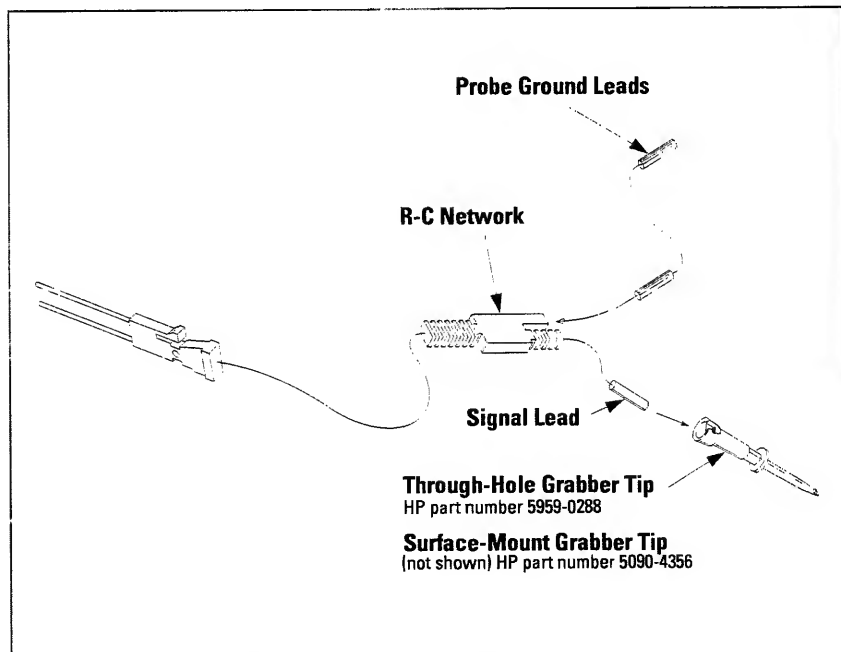 Probe Ground Leads
R-C Network
Signal Lead
Through-Hole Grabber Tip
HP part number 5959-0288
Surface-Mount Grabber Tip
(not shown) HP part number 5090-4356